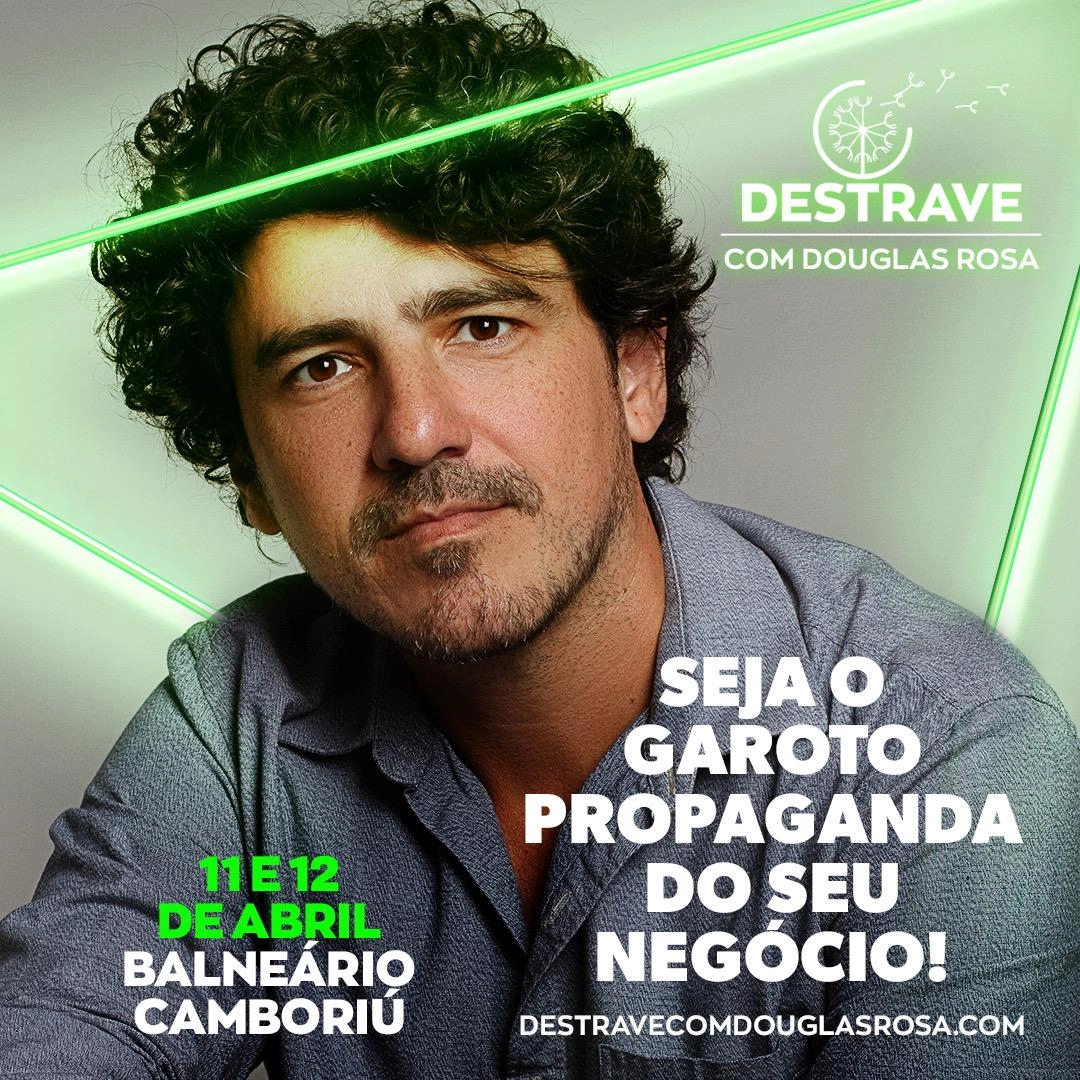 DESTRAVE
COM DOUGLAS ROSA
SEJA O
GAROTO
PROPAGANDA
DO SEU
NEGÓCIO!
11 E 12
DE ABRIL
BALNEÁRIO
CAMBORIÚ
DESTRAVECOMDOUGLASROSA.COM